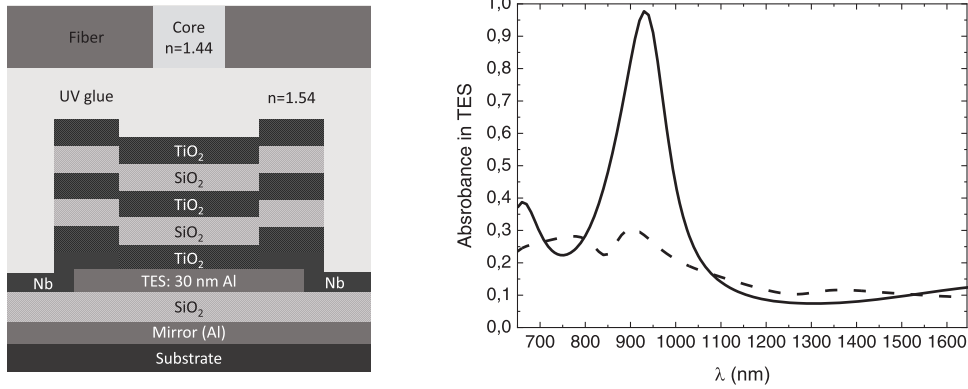 Fiber
Core
n=1.44
UV glue
n=1.54
TiO₂
SiO₂
TiO₂
SiO₂
TiO₂
Nb
TES: 30 nm Al
Nb
SiO₂
Mirror (Al)
Substrate
Absrobance in TES
1,0
0,9
0,8
0,7
0,6
0,5
0,4
0,3
0,2
0,1
0,0
700 800 900 1000 1100 1200 1300 1400 1500 1600
λ (nm)